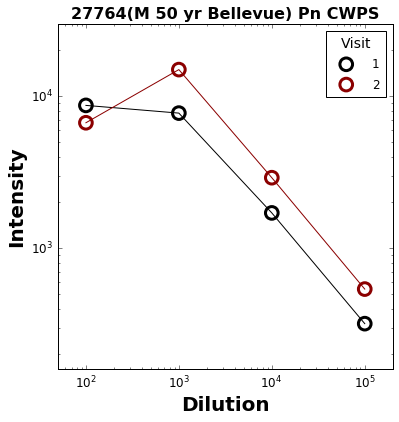 27764(M 50 yr Bellevue) Pn CWPS
Visit
1
2
10⁴
10³
Intensity
10² 10³ 10⁴ 10⁵
Dilution